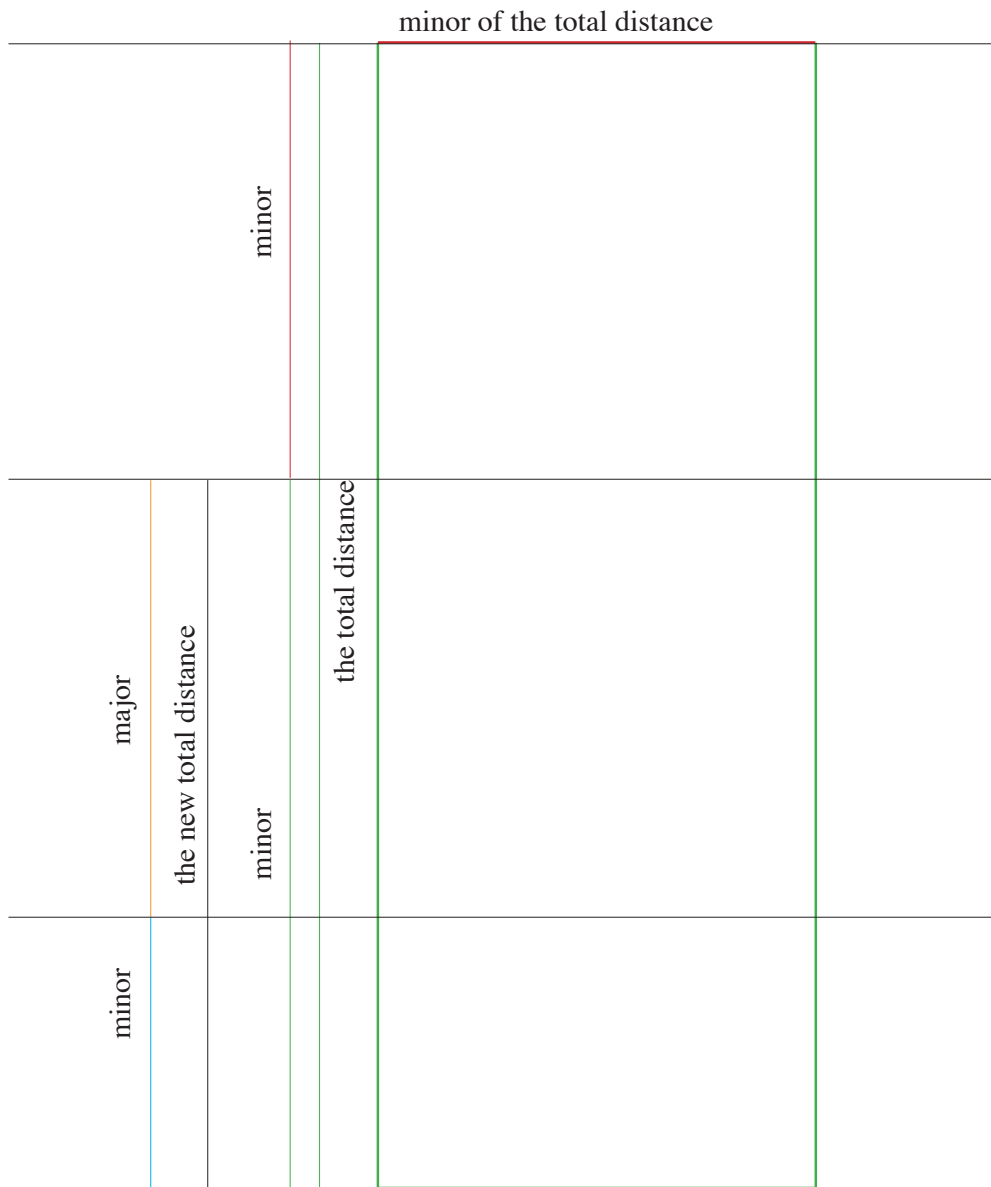 minor of the total distance
minor
the total distance
major
the new total distance
minor
minor